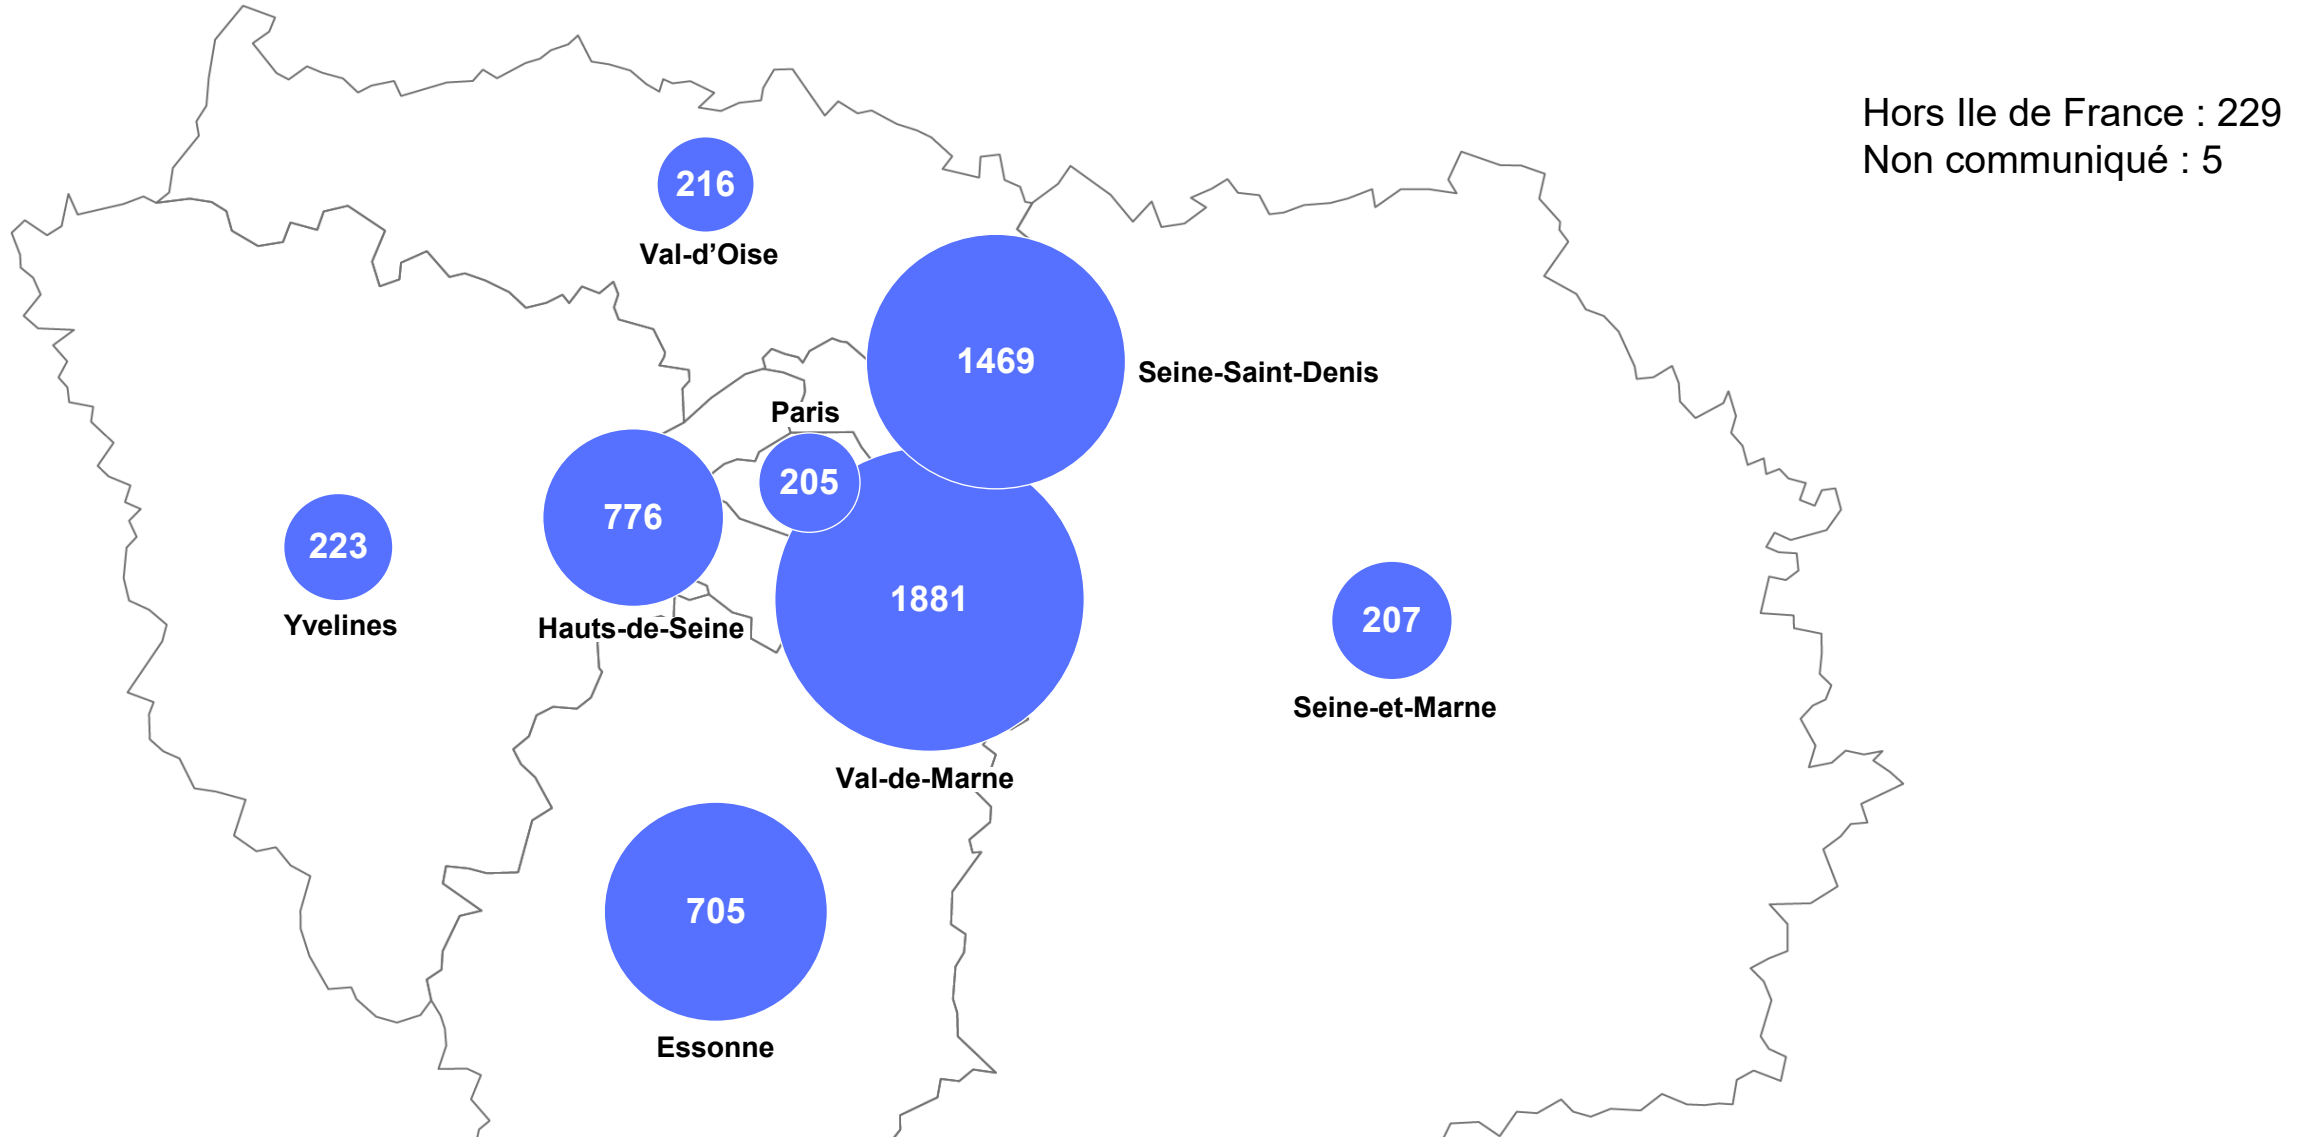 Hors Ile de France : 229
Non communiqué : 5
216
Val-d’Oise
1469
Seine-Saint-Denis
Paris
205
776
Hauts-de-Seine
223
Yvelines
1881
Val-de-Marne
207
Seine-et-Marne
705
Essonne